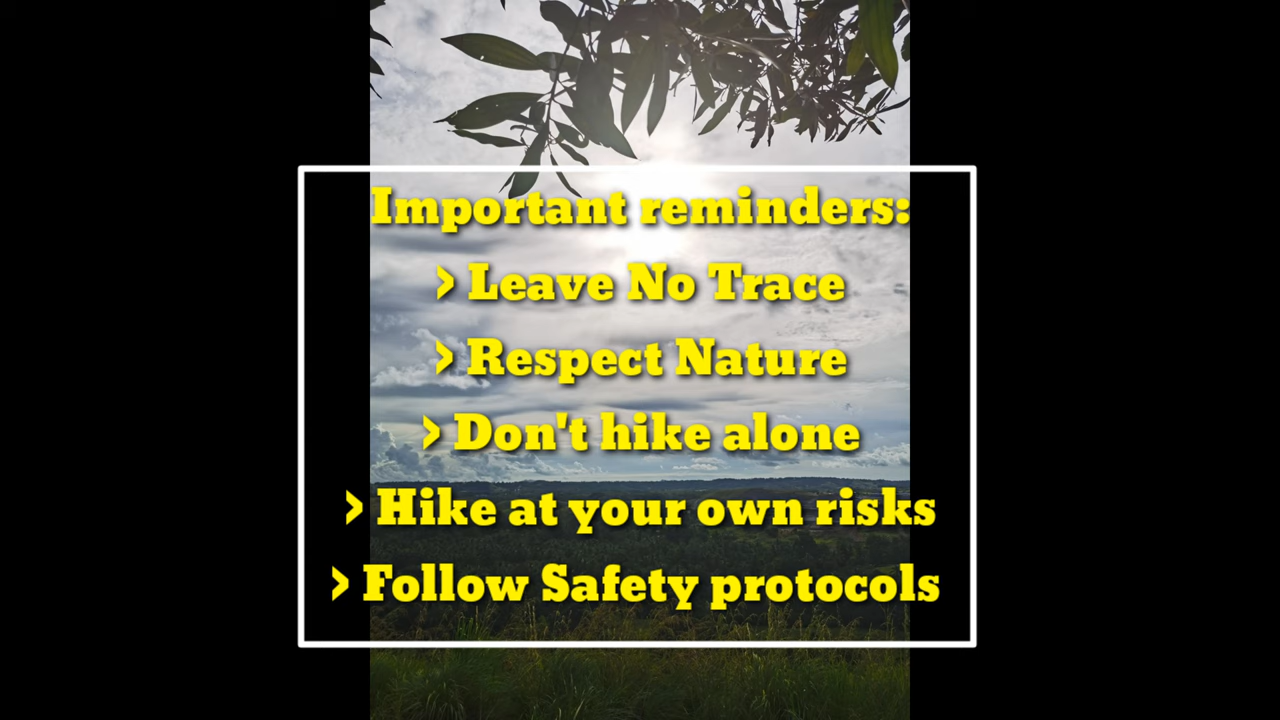 Important reminders:
> Leave No Trace
> Respect Nature
> Don't hike alone
> Hike at your own risks
> Follow Safety protocols